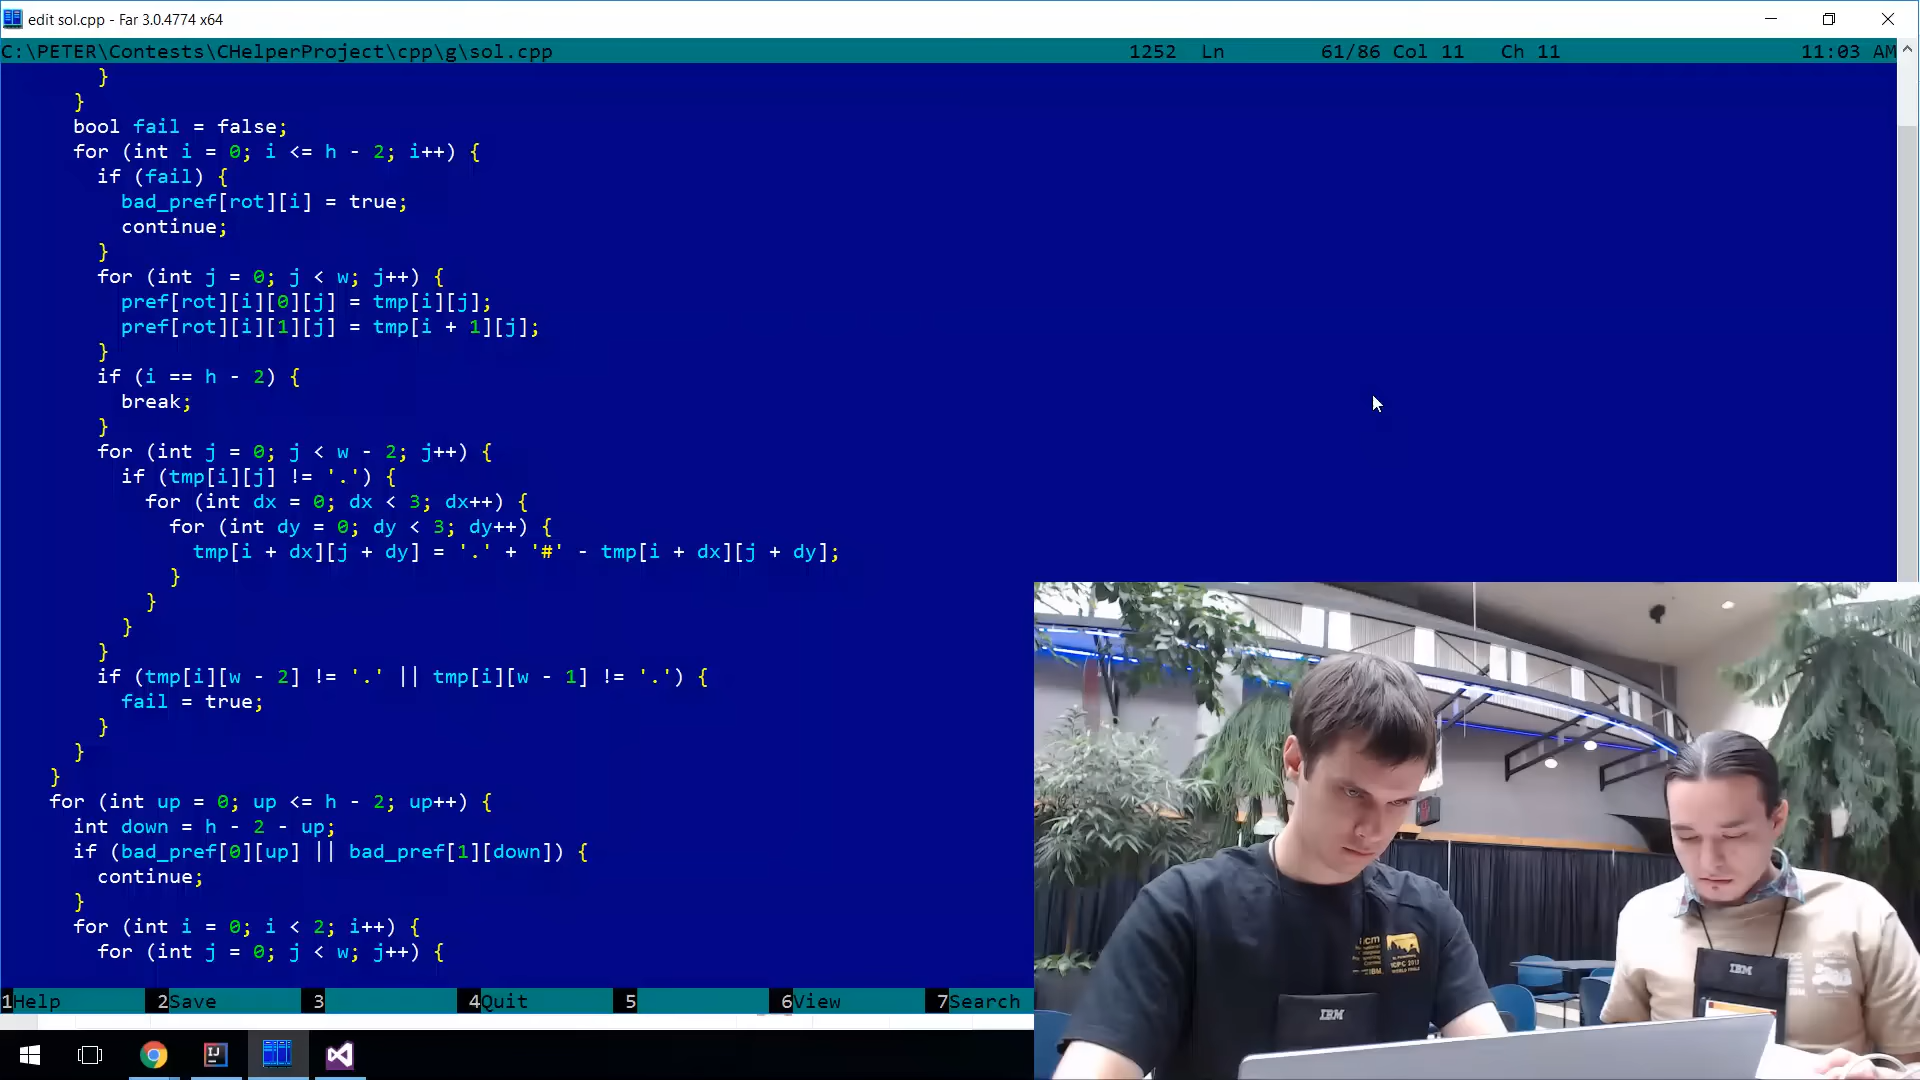 edit sol.cpp - Far 3.0.4774 x64
C:\PETER\Contests\CHelperProject\cpp\g\sol.cpp 1252 Ln 61/86 Col 11 Ch 11 11:03 AM
}
}
bool fail = false;
for (int i = 0; i <= h - 2; i++) {
if (fail) {
bad_pref[rot][i] = true;
continue;
}
for (int j = 0; j < w; j++) {
pref[rot][i][0][j] = tmp[i][j];
pref[rot][i][1][j] = tmp[i + 1][j];
}
if (i == h - 2) {
break;
}
for (int j = 0; j < w - 2; j++) {
if (tmp[i][j] != '.') {
for (int dx = 0; dx < 3; dx++) {
for (int dy = 0; dy < 3; dy++) {
tmp[i + dx][j + dy] = '.' + '#' - tmp[i + dx][j + dy];
}
}
}
}
if (tmp[i][w - 2] != '.' || tmp[i][w - 1] != '.') {
fail = true;
}
}
}
for (int up = 0; up <= h - 2; up++) {
int down = h - 2 - up;
if (bad_pref[0][up] || bad_pref[1][down]) {
continue;
}
for (int i = 0; i < 2; i++) {
for (int j = 0; j < w; j++) {
1Help 2Save 3 4Quit 5 6View 7Search
IBM
IBM